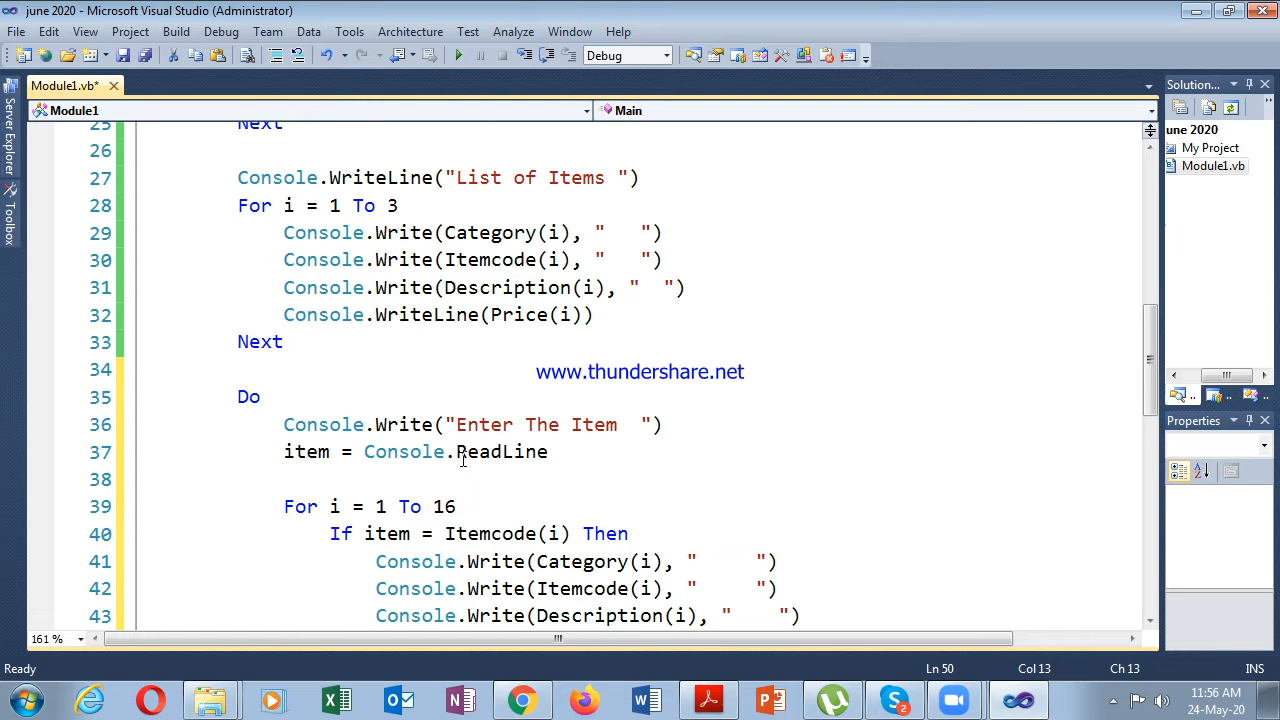 june 2020 - Microsoft Visual Studio (Administrator)
File Edit View Project Build Debug Team Data Tools Architecture Test Analyze Window Help
Debug
Module1.vb* Solution...
Module1 Main
25 Next
26
27 Console.WriteLine("List of Items ")
28 For i = 1 To 3
29 Console.Write(Category(i), "   ")
30 Console.Write(Itemcode(i), "   ")
31 Console.Write(Description(i), "  ")
32 Console.WriteLine(Price(i))
33 Next
34
www.thundershare.net
35 Do
36 Console.Write("Enter The Item  ")
37 item = Console.ReadLine
38
39 For i = 1 To 16
40 If item = Itemcode(i) Then
41 Console.Write(Category(i), "     ")
42 Console.Write(Itemcode(i), "     ")
43 Console.Write(Description(i), "    ")
161 %
Ready Ln 50 Col 13 Ch 13 INS
Server Explorer
Toolbox
une 2020
My Project
Module1.vb
Properties
2
11:56 AM
24-May-20